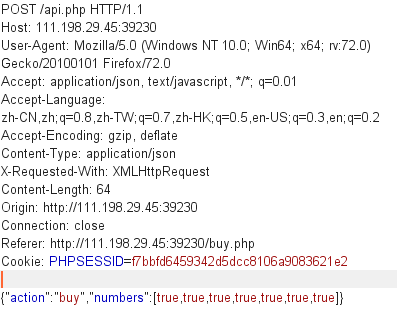 POST /api.php HTTP/1.1
Host: 111.198.29.45:39230
User-Agent: Mozilla/5.0 (Windows NT 10.0; Win64; x64; rv:72.0)
Gecko/20100101 Firefox/72.0
Accept: application/json, text/javascript, */*; q=0.01
Accept-Language:
zh-CN,zh;q=0.8,zh-TW;q=0.7,zh-HK;q=0.5,en-US;q=0.3,en;q=0.2
Accept-Encoding: gzip, deflate
Content-Type: application/json
X-Requested-With: XMLHttpRequest
Content-Length: 64
Origin: http://111.198.29.45:39230
Connection: close
Referer: http://111.198.29.45:39230/buy.php
Cookie: PHPSESSID=f7bbfd6459342d5dcc8106a9083621e2
{"action":"buy","numbers":[true,true,true,true,true,true,true]}